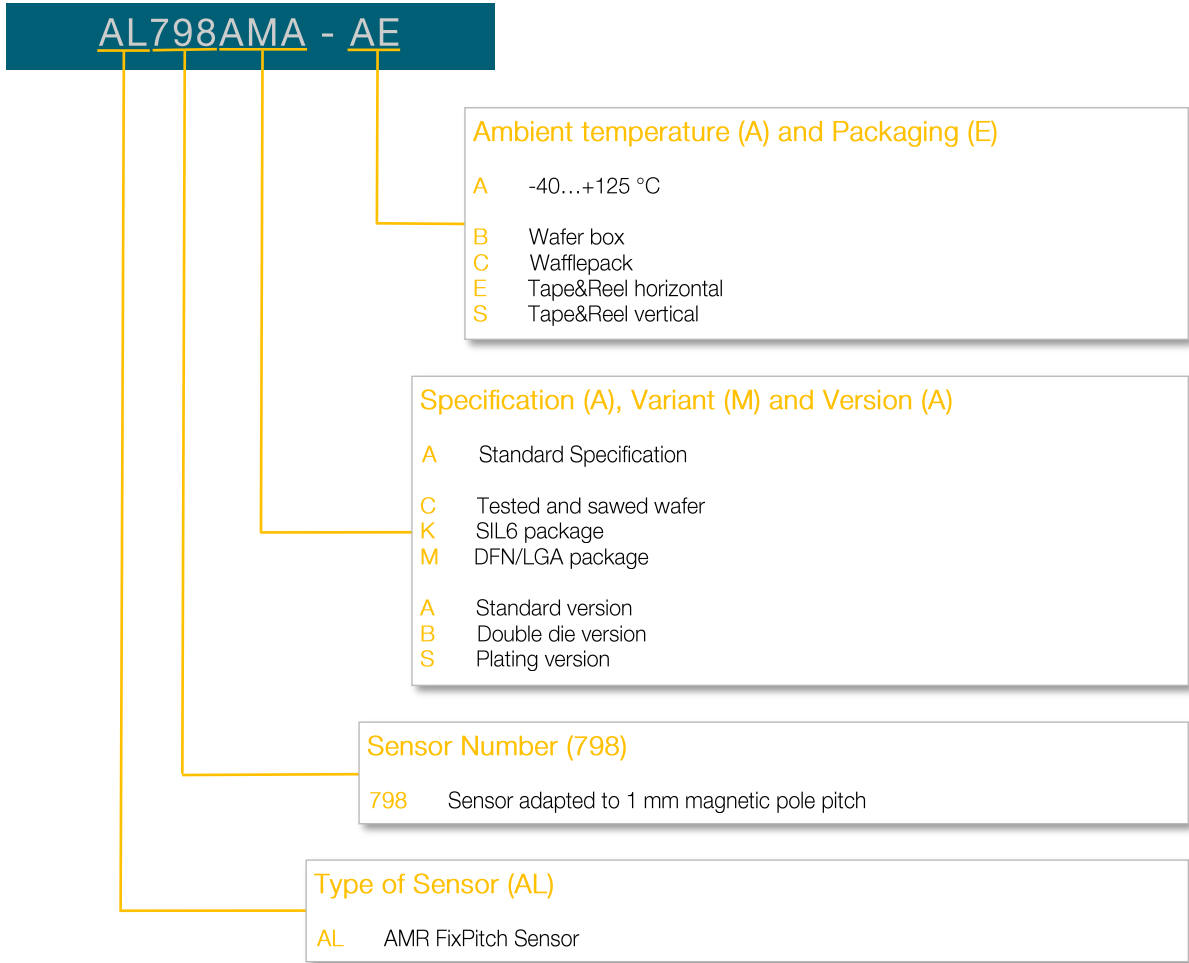 AL798AMA - AE
Ambient temperature (A) and Packaging (E)
A -40…+125 °C
B Wafer box
C Wafflepack
E Tape&Reel horizontal
S Tape&Reel vertical
Specification (A), Variant (M) and Version (A)
A Standard Specification
C Tested and sawed wafer
K SIL6 package
M DFN/LGA package
A Standard version
B Double die version
S Plating version
Sensor Number (798)
798 Sensor adapted to 1 mm magnetic pole pitch
Type of Sensor (AL)
AL AMR FixPitch Sensor